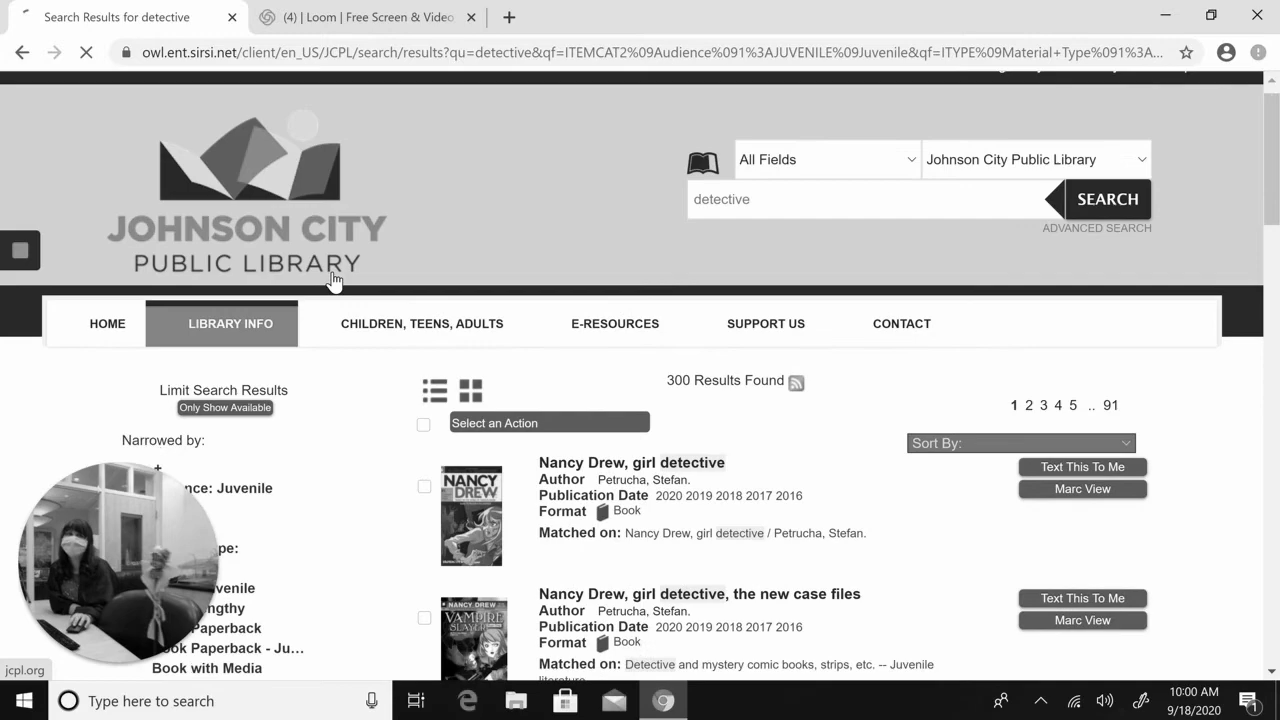 Search Results for detective
(4) | Loom | Free Screen & Video
owl.ent.sirsi.net/client/en_US/JCPL/search/results?qu=detective&qf=ITEMCAT2%09Audience%091%3AJUVENILE%09Juvenile&qf=ITYPE%09Material+Type%091%3A...
JOHNSON CITY
PUBLIC LIBRARY
All Fields
Johnson City Public Library
detective
SEARCH
ADVANCED SEARCH
HOME
LIBRARY INFO
CHILDREN, TEENS, ADULTS
E-RESOURCES
SUPPORT US
CONTACT
Limit Search Results
Only Show Available
Narrowed by:
nce: Juvenile
pe:
venile
ngthy
Paperback
ok Paperback - Ju...
Book with Media
300 Results Found
1 2 3 4 5 .. 91
Select an Action
Sort By:
NANCY
DREW
Nancy Drew, girl detective
Author Petrucha, Stefan.
Publication Date 2020 2019 2018 2017 2016
Format Book
Matched on: Nancy Drew, girl detective / Petrucha, Stefan.
Text This To Me
Marc View
NANCY DREW
VAMPIRE
SLAYER
Nancy Drew, girl detective, the new case files
Author Petrucha, Stefan.
Publication Date 2020 2019 2018 2017 2016
Format Book
Matched on: Detective and mystery comic books, strips, etc. -- Juvenile
literature.
Text This To Me
Marc View
jcpl.org
Type here to search
10:00 AM
9/18/2020
1